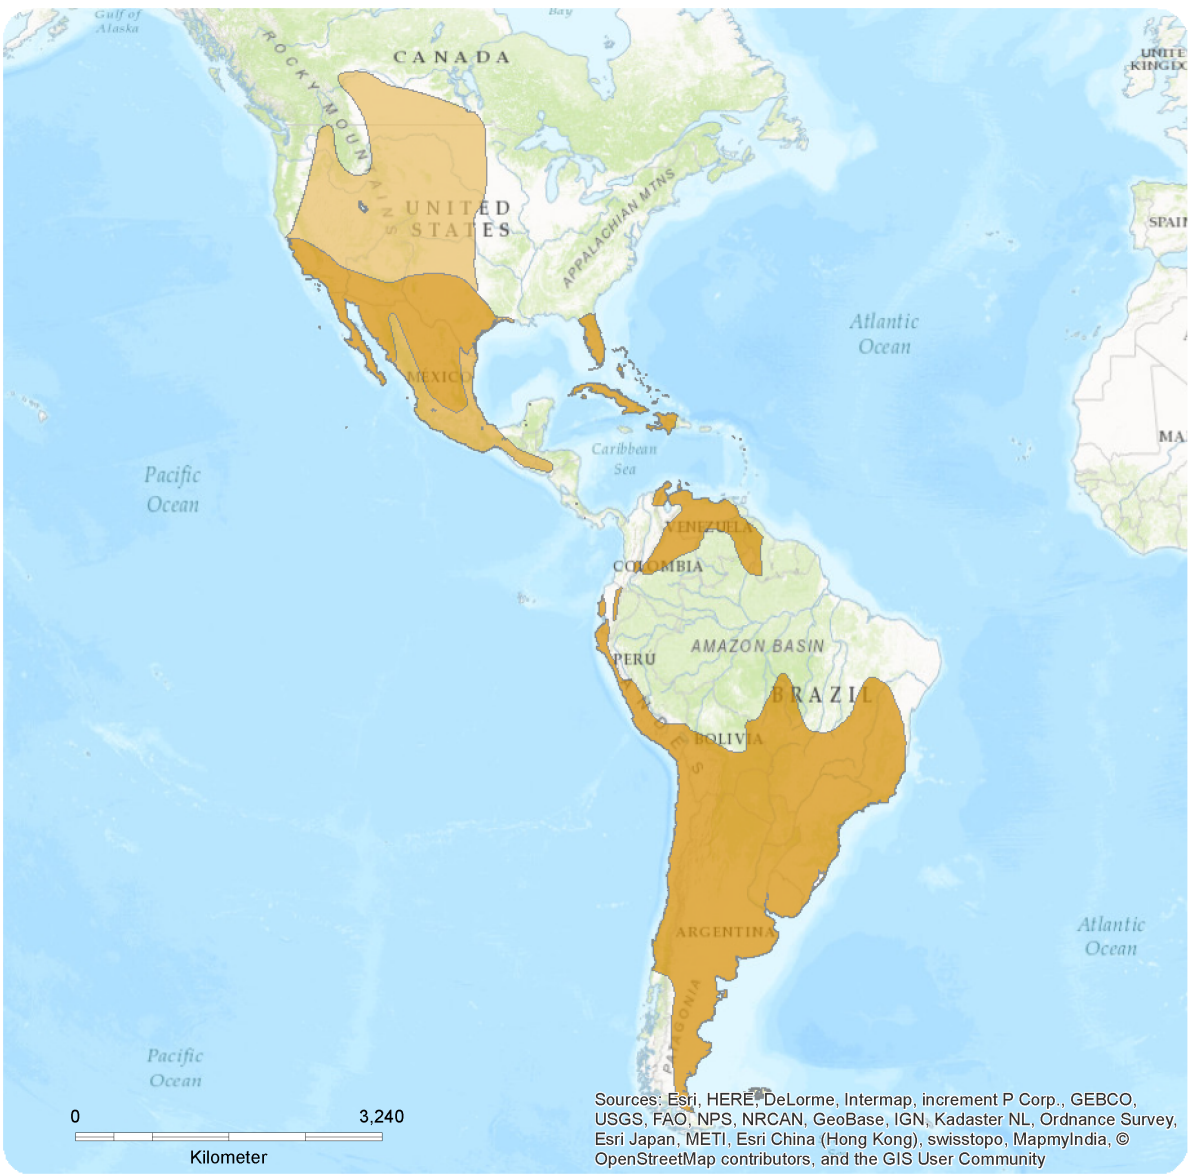 Gulf of
Alaska
Bay
CANADA
UNITED
KINGDO
ROCKY MOUNTAINS
UNITED
STATES
APPALACHIAN MTNS
SPAIN
Atlantic
Ocean
MEXICO
MA
Caribbean
Sea
Pacific
Ocean
VENEZUELA
COLOMBIA
AMAZON BASIN
PERU
BRAZIL
ANDES
BOLIVIA
ARGENTINA
Atlantic
Ocean
PATAGONIA
Pacific
Ocean
0 3,240
Kilometer
Sources: Esri, HERE, DeLorme, Intermap, increment P Corp., GEBCO,
USGS, FAO, NPS, NRCAN, GeoBase, IGN, Kadaster NL, Ordnance Survey,
Esri Japan, METI, Esri China (Hong Kong), swisstopo, MapmyIndia, ©
OpenStreetMap contributors, and the GIS User Community